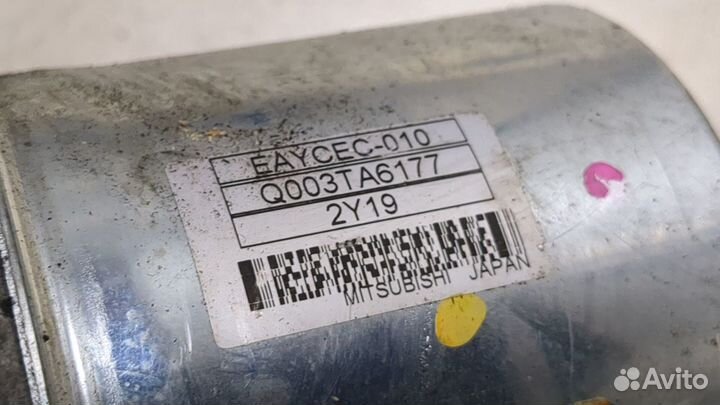 EAYCEC-010
Q003TA6177
2Y19
MITSUBISHI JAPAN
Avito